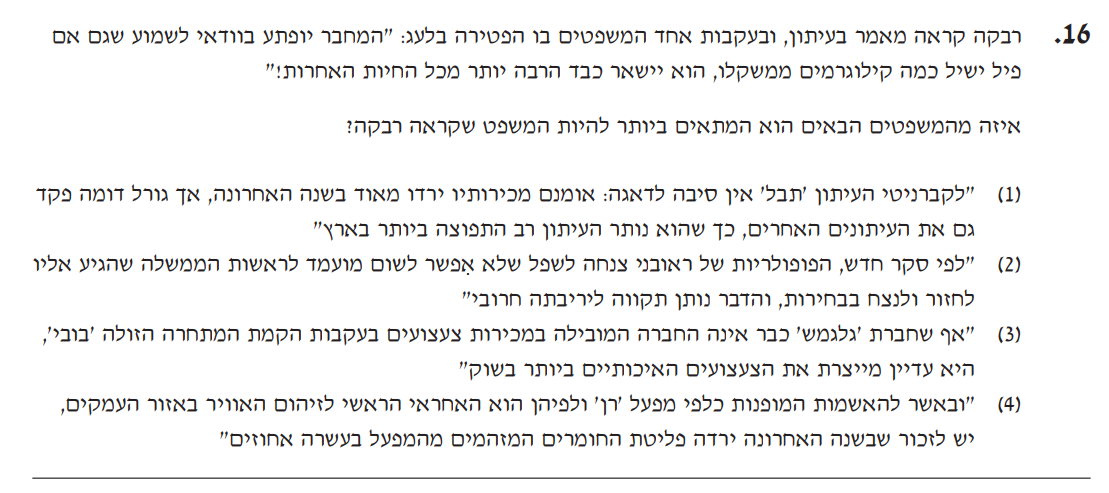 16. רבקה קראה מאמר בעיתון, ובעקבות אחד המשפטים בו הפטירה בלעג: "המחבר יופתע בוודאי לשמוע שגם אם
פיל ישיל כמה קילוגרמים ממשקלו, הוא יישאר כבד הרבה יותר מכל החיות האחרות!"
איזה מהמשפטים הבאים הוא המתאים ביותר להיות המשפט שקראה רבקה?
(1) "לקברניטי העיתון 'תבל' אין סיבה לדאגה: אומנם מכירותיו ירדו מאוד בשנה האחרונה, אך גורל דומה פקד
גם את העיתונים האחרים, כך שהוא נותר העיתון רב התפוצה ביותר בארץ"
(2) "לפי סקר חדש, הפופולריות של ראובני צנחה לשפל שלא אִפשר לשום מועמד לראשות הממשלה שהגיע אליו
לחזור ולנצח בבחירות, והדבר נותן תקווה ליריבתה חרובי"
(3) "אף שחברת 'גלגמש' כבר אינה החברה המובילה במכירות צעצועים בעקבות הקמת המתחרה הזולה 'בובי',
היא עדיין מייצרת את הצעצועים האיכותיים ביותר בשוק"
(4) "ובאשר להאשמות המופנות כלפי מפעל 'רן' ולפיהן הוא האחראי הראשי לזיהום האוויר באזור העמקים,
יש לזכור שבשנה האחרונה ירדה פליטת החומרים המזהמים מהמפעל בעשרה אחוזים"